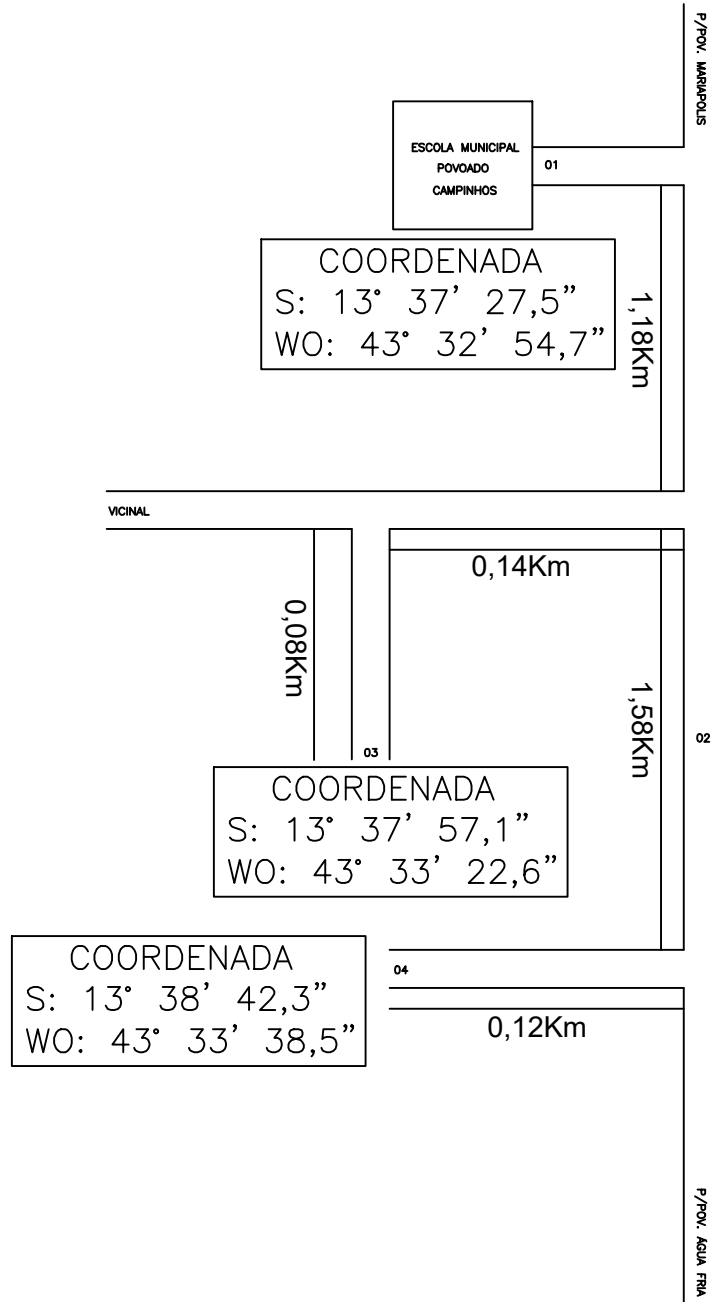 P/POV. MARIAPOLIS
ESCOLA MUNICIPAL
POVOADO
CAMPINHOS
01
COORDENADA
S: 13° 37’ 27,5”
WO: 43° 32’ 54,7”
1,18Km
VICINAL
0,14Km
0,08Km
1,58Km
02
03
COORDENADA
S: 13° 37’ 57,1”
WO: 43° 33’ 22,6”
COORDENADA
S: 13° 38’ 42,3”
WO: 43° 33’ 38,5”
04
0,12Km
P/POV. ÁGUA FRIA